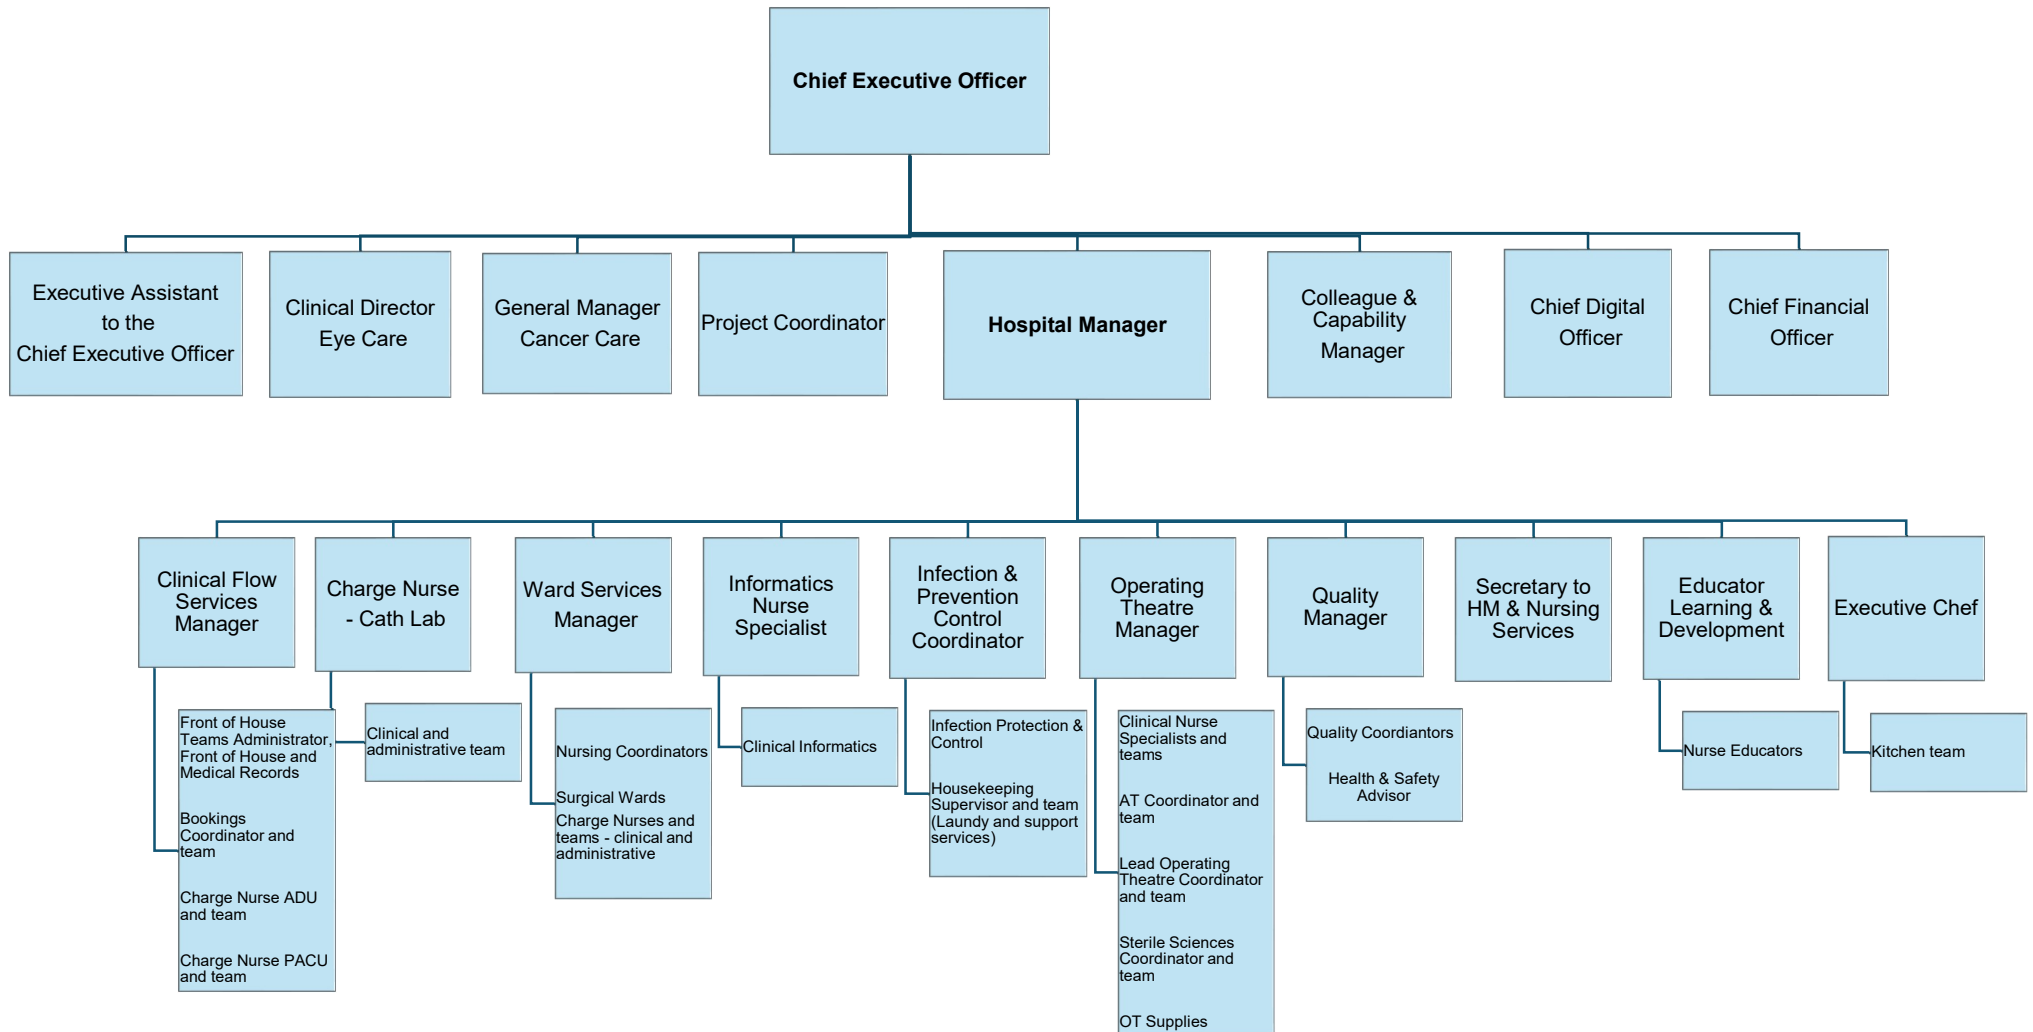 Chief Executive Officer
Executive Assistant
to the
Chief Executive Officer
Clinical Director
Eye Care
General Manager
Cancer Care
Project Coordinator
Hospital Manager
Colleague &
Capability
Manager
Chief Digital
Officer
Chief Financial
Officer
Clinical Flow
Services
Manager
Charge Nurse
- Cath Lab
Ward Services
Manager
Informatics
Nurse
Specialist
Infection &
Prevention
Control
Coordinator
Operating
Theatre
Manager
Quality
Manager
Secretary to
HM & Nursing
Services
Educator
Learning &
Development
Executive Chef
Front of House
Teams Administrator,
Front of House and
Medical Records
Bookings
Coordinator and
team
Charge Nurse ADU
and team
Charge Nurse PACU
and team
Clinical and
administrative team
Nursing Coordinators
Surgical Wards
Charge Nurses and
teams - clinical and
administrative
Clinical Informatics
Infection Protection &
Control
Housekeeping
Supervisor and team
(Laundy and support
services)
Clinical Nurse
Specialists and
teams
AT Coordinator and
team
Lead Operating
Theatre Coordinator
and team
Sterile Sciences
Coordinator and
team
OT Supplies
Quality Coordiantors
Health & Safety
Advisor
Nurse Educators
Kitchen team